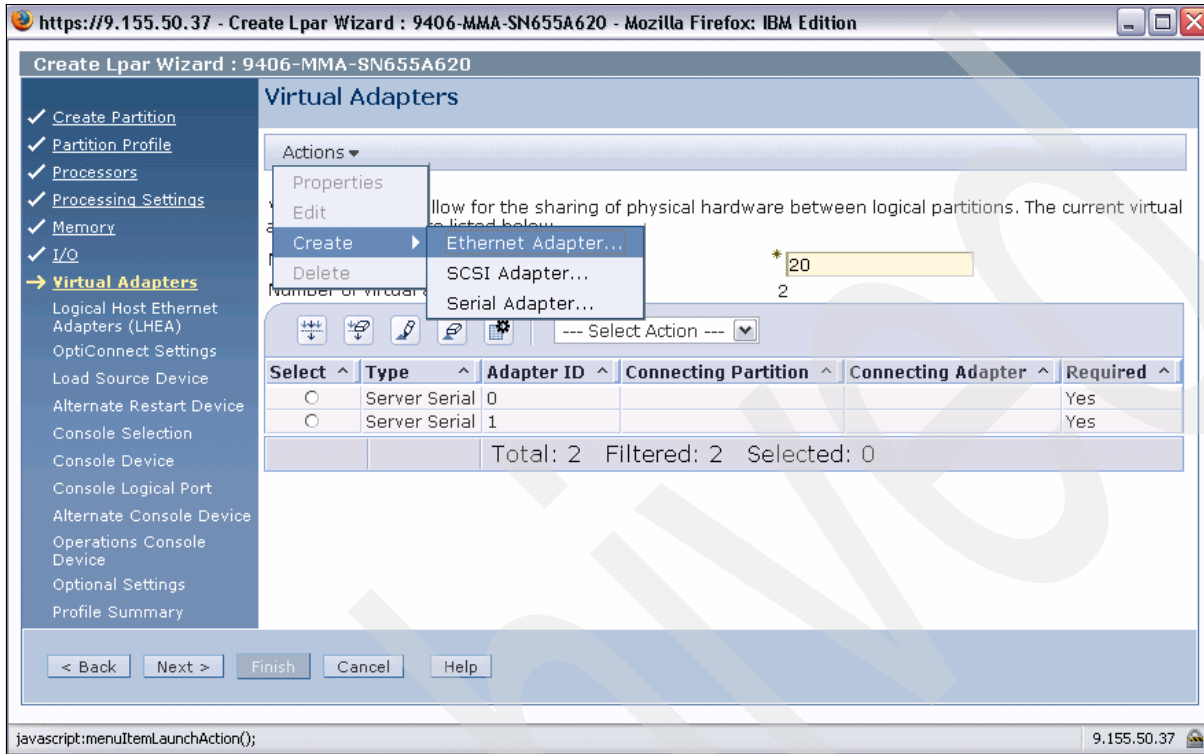 https://9.155.50.37 - Create Lpar Wizard : 9406-MMA-SN655A620 - Mozilla Firefox: IBM Edition
Create Lpar Wizard : 9406-MMA-SN655A620
Create Partition
Partition Profile
Processors
Processing Settings
Memory
I/O
Virtual Adapters
Logical Host Ethernet
Adapters (LHEA)
OptiConnect Settings
Load Source Device
Alternate Restart Device
Console Selection
Console Device
Console Logical Port
Alternate Console Device
Operations Console
Device
Optional Settings
Profile Summary
Virtual Adapters
Actions
Properties
Edit
Create
Delete
Ethernet Adapter...
SCSI Adapter...
Serial Adapter...
llow for the sharing of physical hardware between logical partitions. The current virtual
listed below
* 20
Number of virtual a 2
--- Select Action ---
Select ^ Type ^ Adapter ID ^ Connecting Partition ^ Connecting Adapter ^ Required ^
Server Serial 0 Yes
Server Serial 1 Yes
Total: 2 Filtered: 2 Selected: 0
< Back Next > Finish Cancel Help
javascript:menuItemLaunchAction(); 9.155.50.37